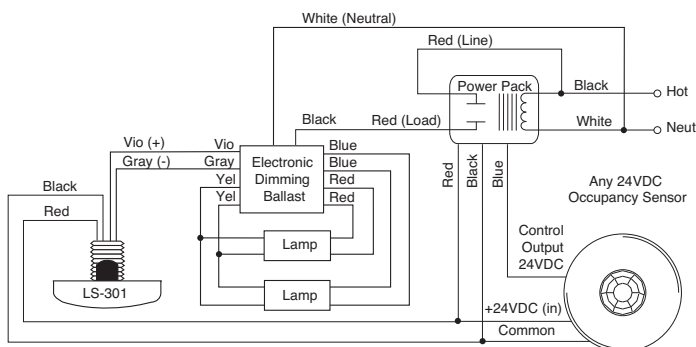 White (Neutral)
Red (Line)
Power Pack
Black
Hot
Black
Red (Load)
White
Neut
Vio (+)
Vio
Blue
Gray (-)
Gray
Electronic
Dimming
Ballast
Blue
Yel
Red
Yel
Red
Black
Red
Red
Black
Blue
Any 24VDC
Occupancy Sensor
Lamp
Control
Output
24VDC
LS-301
Lamp
+24VDC (in)
Common